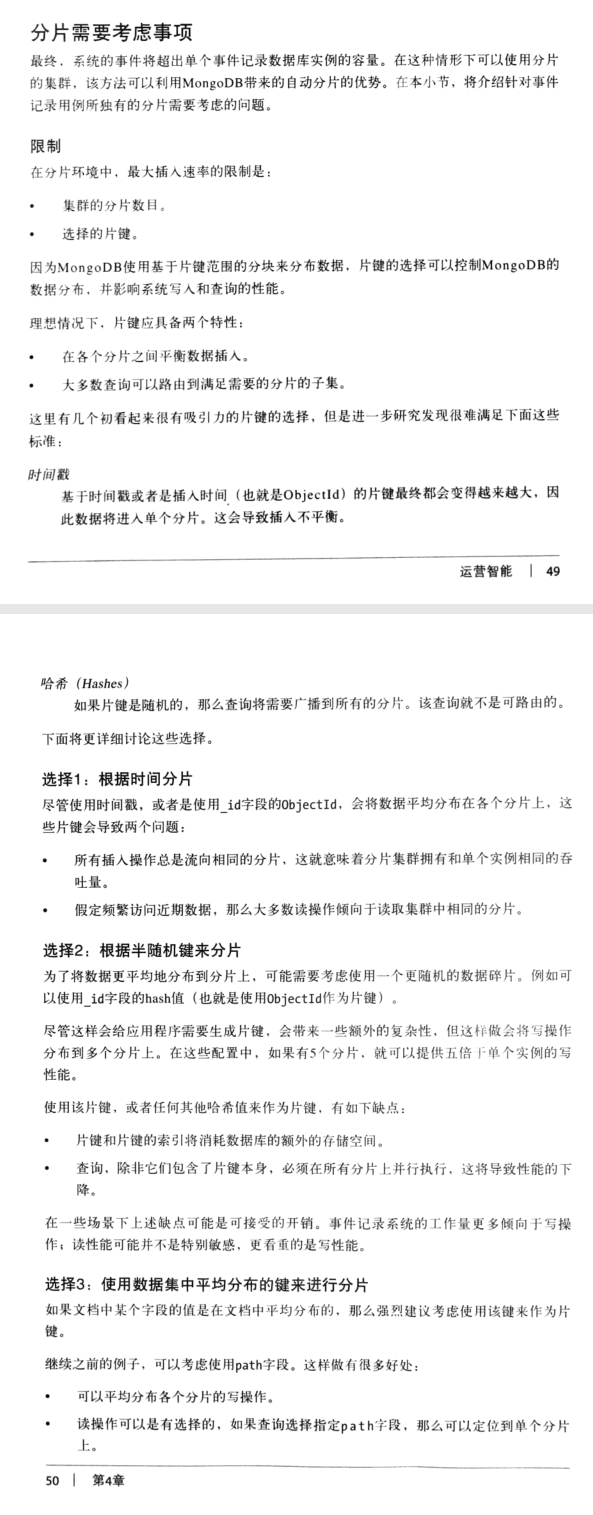 分片需要考虑事项
最终，系统的事件将超出单个事件记录数据库实例的容量。在这种情形下可以使用分片
的集群，该方法可以利用MongoDB带来的自动分片的优势。在本小节，将介绍针对事件
记录用例所独有的分片需要考虑的问题。
限制
在分片环境中，最大插入速率的限制是：
• 集群的分片数目。
• 选择的片键。
因为MongoDB使用基于片键范围的分块来分布数据，片键的选择可以控制MongoDB的
数据分布，并影响系统写入和查询的性能。
理想情况下，片键应具备两个特性：
• 在各个分片之间平衡数据插入。
• 大多数查询可以路由到满足需要的分片的子集。
这里有几个初看起来很有吸引力的片键的选择，但是进一步研究发现很难满足下面这些
标准：
时间戳
基于时间戳或者是插入时间（也就是ObjectId）的片键最终都会变得越来越大，因
此数据将进入单个分片。这会导致插入不平衡。
运营智能 | 49
哈希（Hashes）
如果片键是随机的，那么查询将需要广播到所有的分片。该查询就不是可路由的。
下面将更详细讨论这些选择。
选择1：根据时间分片
尽管使用时间戳，或者是使用_id字段的ObjectId，会将数据平均分布在各个分片上，这
些片键会导致两个问题：
• 所有插入操作总是流向相同的分片，这就意味着分片集群拥有和单个实例相同的吞
吐量。
• 假定频繁访问近期数据，那么大多数读操作倾向于读取集群中相同的分片。
选择2：根据半随机键来分片
为了将数据更平均地分布到分片上，可能需要考虑使用一个更随机的数据碎片。例如可
以使用_id字段的hash值（也就是使用ObjectId作为片键）。
尽管这样会给应用程序需要生成片键，会带来一些额外的复杂性，但这样做会将写操作
分布到多个分片上。在这些配置中，如果有5个分片，就可以提供五倍于单个实例的写
性能。
使用该片键，或者任何其他哈希值来作为片键，有如下缺点：
• 片键和片键的索引将消耗数据库的额外的存储空间。
• 查询，除非它们包含了片键本身，必须在所有分片上并行执行，这将导致性能的下
降。
在一些场景下上述缺点可能是可接受的开销。事件记录系统的工作量更多倾向于写操
作；读性能可能并不是特别敏感，更看重的是写性能。
选择3：使用数据集中平均分布的键来进行分片
如果文档中某个字段的值是在文档中平均分布的，那么强烈建议考虑使用该键来作为片
键。
继续之前的例子，可以考虑使用path字段。这样做有很多好处：
• 可以平均分布各个分片的写操作。
• 读操作可以是有选择的，如果查询选择指定path字段，那么可以定位到单个分片
上。
50 | 第4章